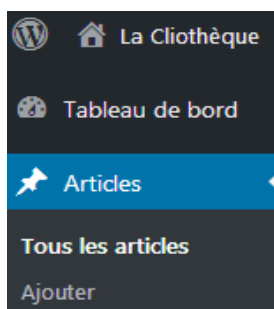 La Cliothèque
Tableau de bord
Articles
Tous les articles
Ajouter